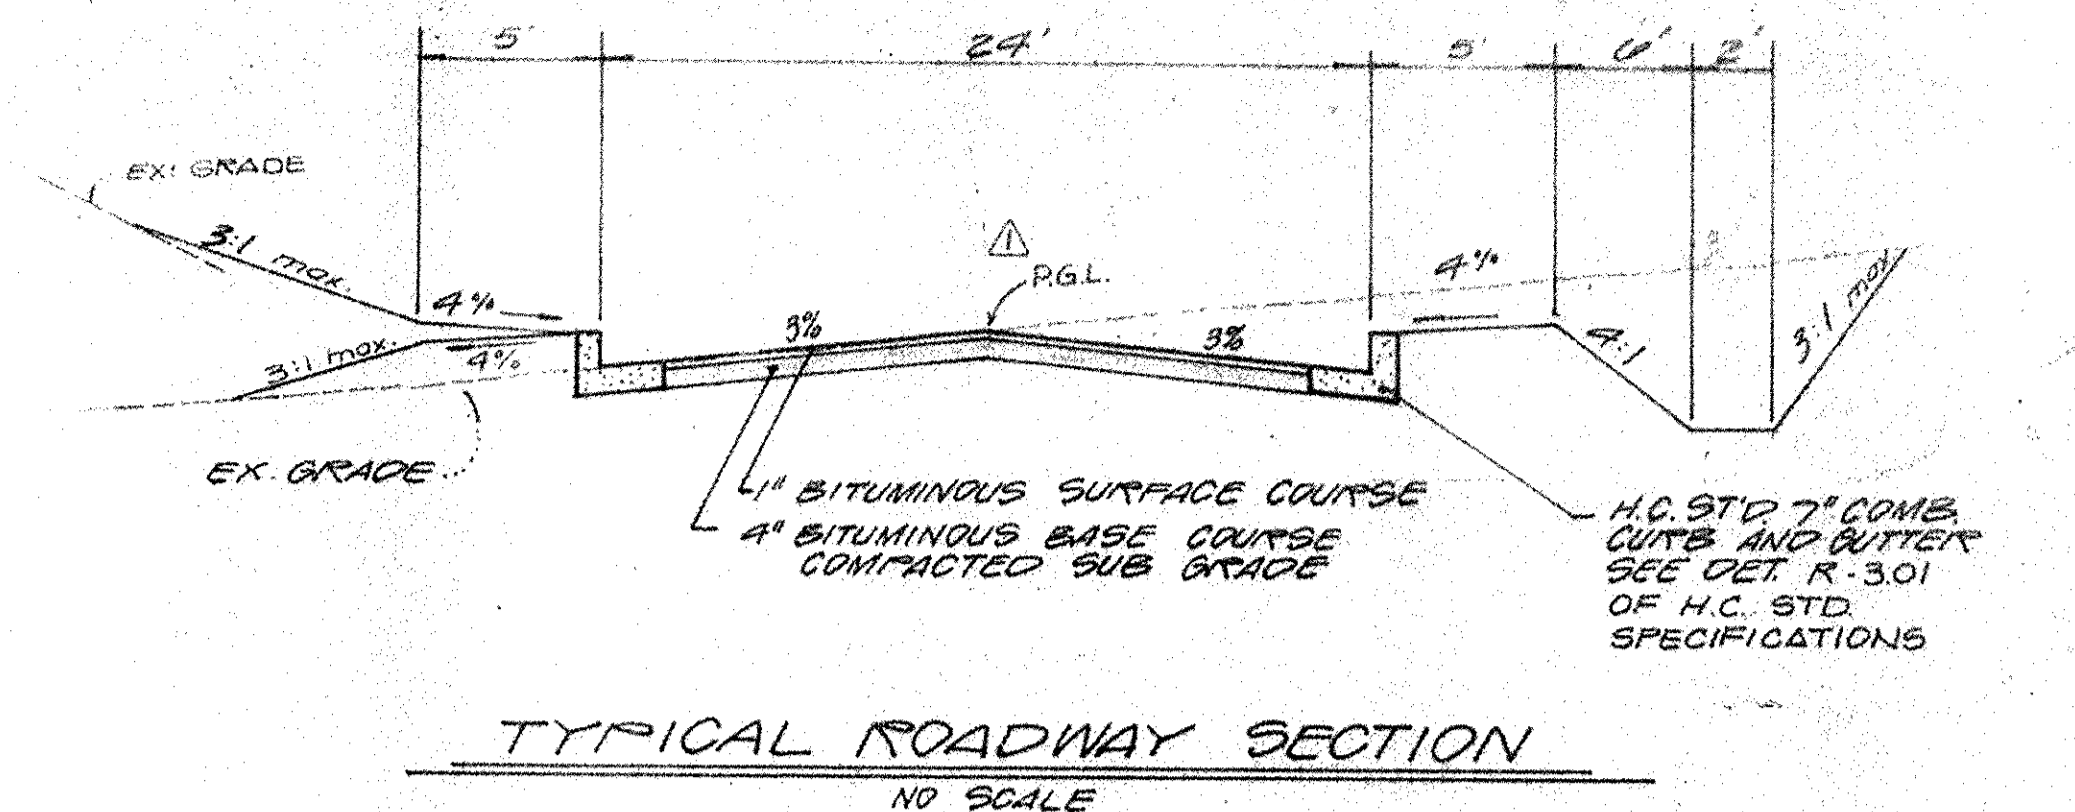 5' 24' 5' 6' 2'
EX. GRADE
3:1 max.
4%
3:1 max.
4%
EX. GRADE
3%
1
P.G.L.
3%
4%
4:1
3:1 max
1" BITUMINOUS SURFACE COURSE
4" BITUMINOUS BASE COURSE
COMPACTED SUB GRADE
H.C. ST'D 7" COMB.
CURB AND GUTTER
SEE DET. R-3.01
OF H.C. STD.
SPECIFICATIONS
TYPICAL ROADWAY SECTION
NO SCALE